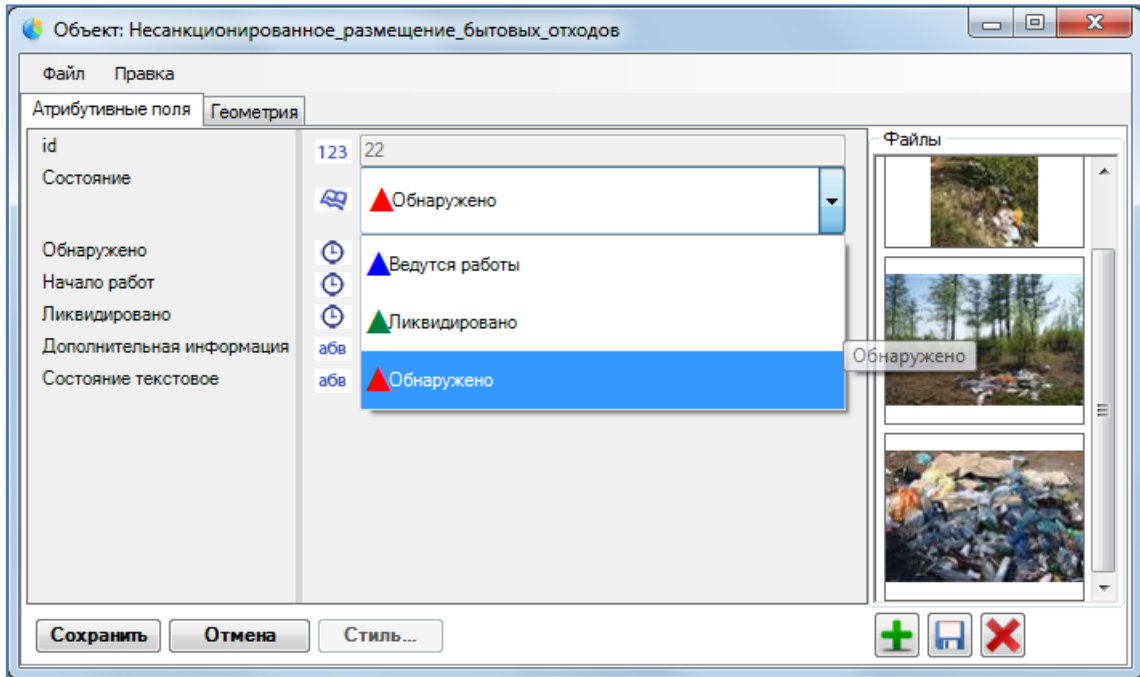 Объект: Несанкционированное_размещение_бытовых_отходов
Файл Правка
Атрибутивные поля Геометрия
id 123 22
Состояние Обнаружено
Обнаружено
Начало работ
Ликвидировано
Дополнительная информация абв
Состояние текстовое абв
Ведутся работы
Ликвидировано
Обнаружено
Обнаружено
Файлы
Сохранить Отмена Стиль...